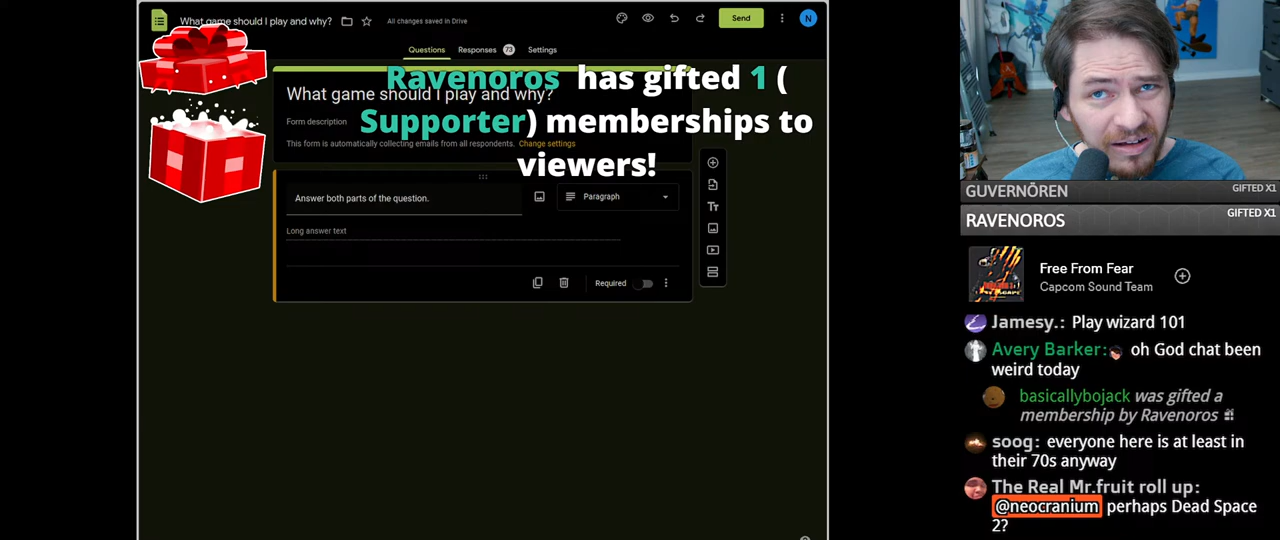 What game should I play and why?
All changes saved in Drive
Send
N
Questions
Responses
73
Settings
Ravenoros has gifted 1 (
Supporter) memberships to
viewers!
What game should I play and why?
Form description
This form is automatically collecting emails from all respondents. Change settings
Answer both parts of the question.
Paragraph
Long answer text
Required
Tт
GUVERNÖREN
GIFTED X1
RAVENOROS
GIFTED X1
Free From Fear
Capcom Sound Team
Jamesy.: Play wizard 101
Avery Barker: oh God chat been
weird today
basicallybojack was gifted a
membership by Ravenoros
soog: everyone here is at least in
their 70s anyway
The Real Mr.fruit roll up:
@neocranium perhaps Dead Space
2?